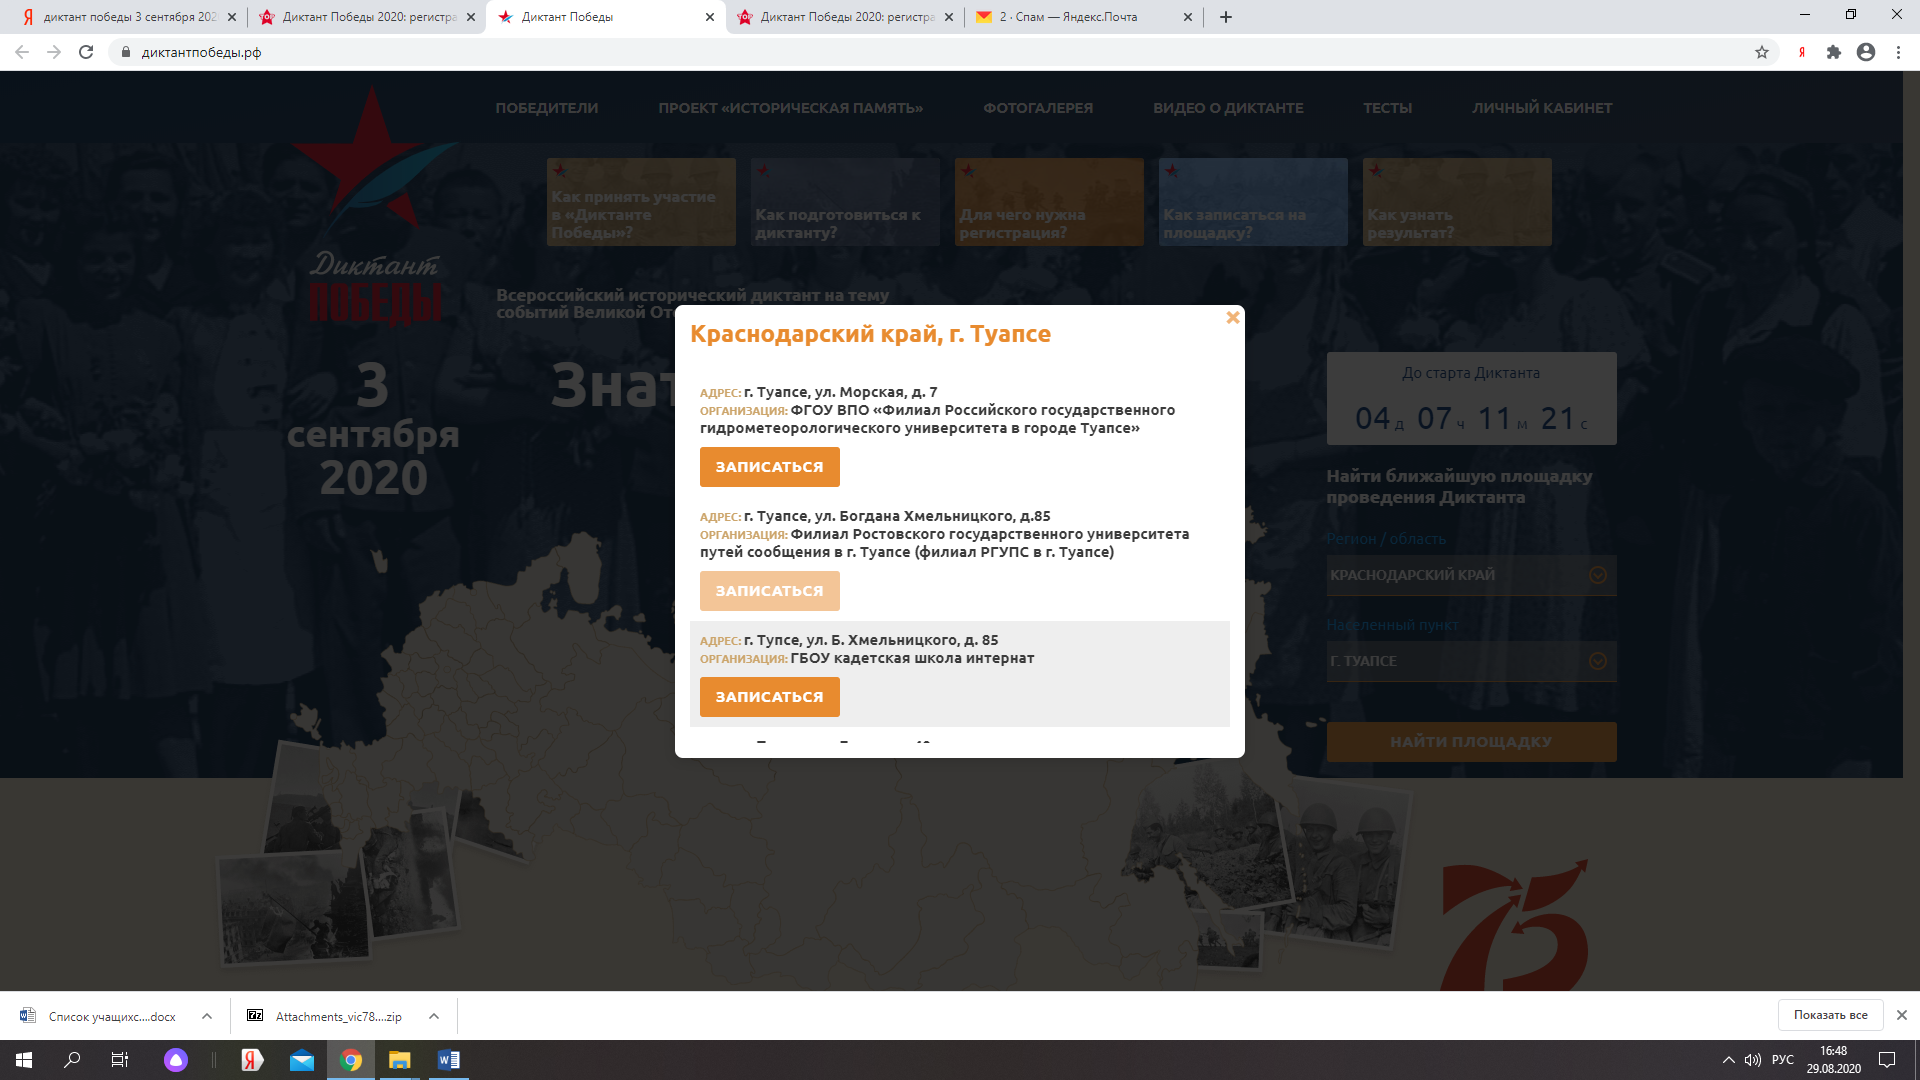 диктант победы 3 сентября 202
Диктант Победы 2020: регистра
Диктант Победы
Диктант Победы 2020: регистра
2 · Спам — Яндекс.Почта
диктантпобеды.рф
ПОБЕДИТЕЛИ
ПРОЕКТ «ИСТОРИЧЕСКАЯ ПАМЯТЬ»
ФОТОГАЛЕРЕЯ
ВИДЕО О ДИКТАНТЕ
ТЕСТЫ
ЛИЧНЫЙ КАБИНЕТ
Как принять участие
в «Диктанте
Победы»?
Как подготовиться к
диктанту?
Для чего нужна
регистрация?
Как записаться на
площадку?
Как узнать
результат?
Диктант
ПОБЕДЫ
Всероссийский исторический диктант на тему
событий Великой Оте
3
сентября
2020
Знат
Краснодарский край, г. Туапсе
АДРЕС: г. Туапсе, ул. Морская, д. 7
ОРГАНИЗАЦИЯ: ФГОУ ВПО «Филиал Российского государственного
гидрометеорологического университета в городе Туапсе»
ЗАПИСАТЬСЯ
АДРЕС: г. Туапсе, ул. Богдана Хмельницкого, д.85
ОРГАНИЗАЦИЯ: Филиал Ростовского государственного университета
путей сообщения в г. Туапсе (филиал РГУПС в г. Туапсе)
ЗАПИСАТЬСЯ
АДРЕС: г. Тупсе, ул. Б. Хмельницкого, д. 85
ОРГАНИЗАЦИЯ: ГБОУ кадетская школа интернат
ЗАПИСАТЬСЯ
До старта Диктанта
04 д 07 ч 11 м 21 с
Найти ближайшую площадку
проведения Диктанта
Регион / область
КРАСНОДАРСКИЙ КРАЙ
Населенный пункт
Г. ТУАПСЕ
НАЙТИ ПЛОЩАДКУ
75
Список учащихс....docx
Attachments_vic78....zip
Показать все
РУС
16:48
29.08.2020